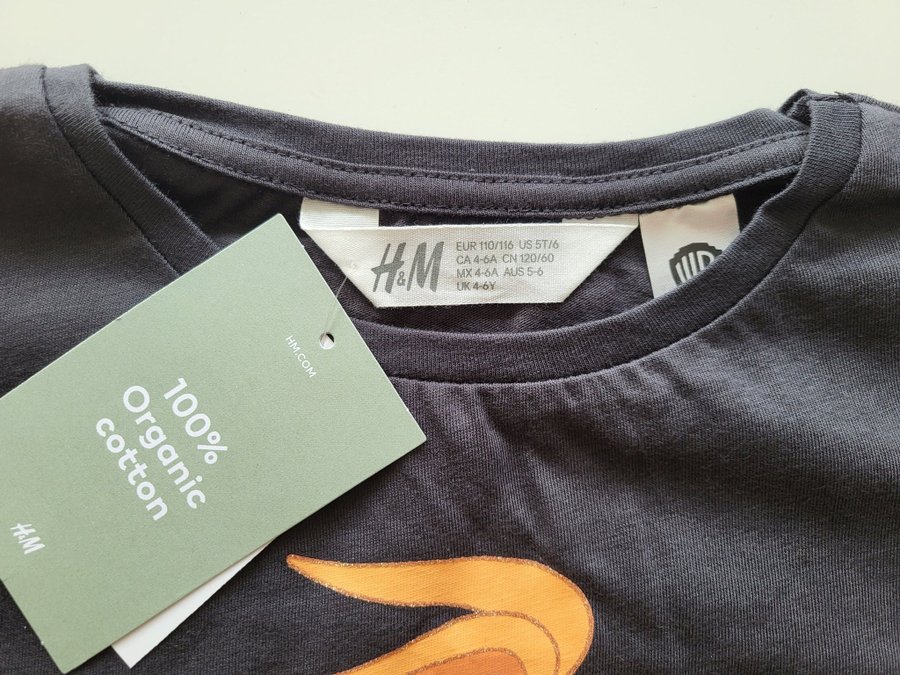 H&M
EUR 110/116 US 5T/6
CA 4-6A CN 120/60
MX 4-6A AUS 5-6
UK 4-6Y
WB
HM.COM
100%
Organic
cotton
H&M